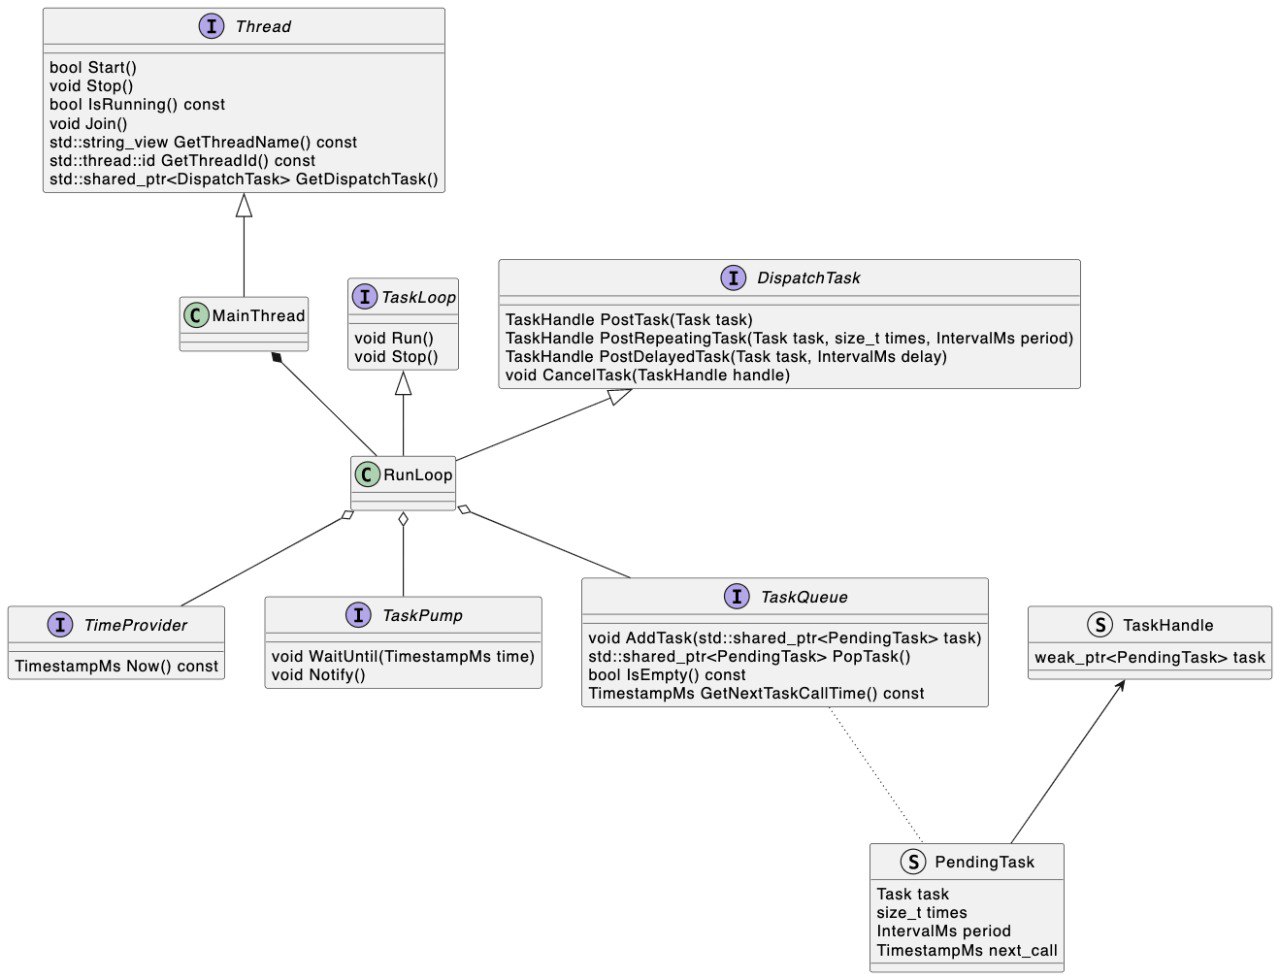 I Thread
bool Start()
void Stop()
bool IsRunning() const
void Join()
std::string_view GetThreadName() const
std::thread::id GetThreadId() const
std::shared_ptr<DispatchTask> GetDispatchTask()
C MainThread
I TaskLoop
void Run()
void Stop()
I DispatchTask
TaskHandle PostTask(Task task)
TaskHandle PostRepeatingTask(Task task, size_t times, IntervalMs period)
TaskHandle PostDelayedTask(Task task, IntervalMs delay)
void CancelTask(TaskHandle handle)
C RunLoop
I TimeProvider
TimestampMs Now() const
I TaskPump
void WaitUntil(TimestampMs time)
void Notify()
I TaskQueue
void AddTask(std::shared_ptr<PendingTask> task)
std::shared_ptr<PendingTask> PopTask()
bool IsEmpty() const
TimestampMs GetNextTaskCallTime() const
S TaskHandle
weak_ptr<PendingTask> task
S PendingTask
Task task
size_t times
IntervalMs period
TimestampMs next_call